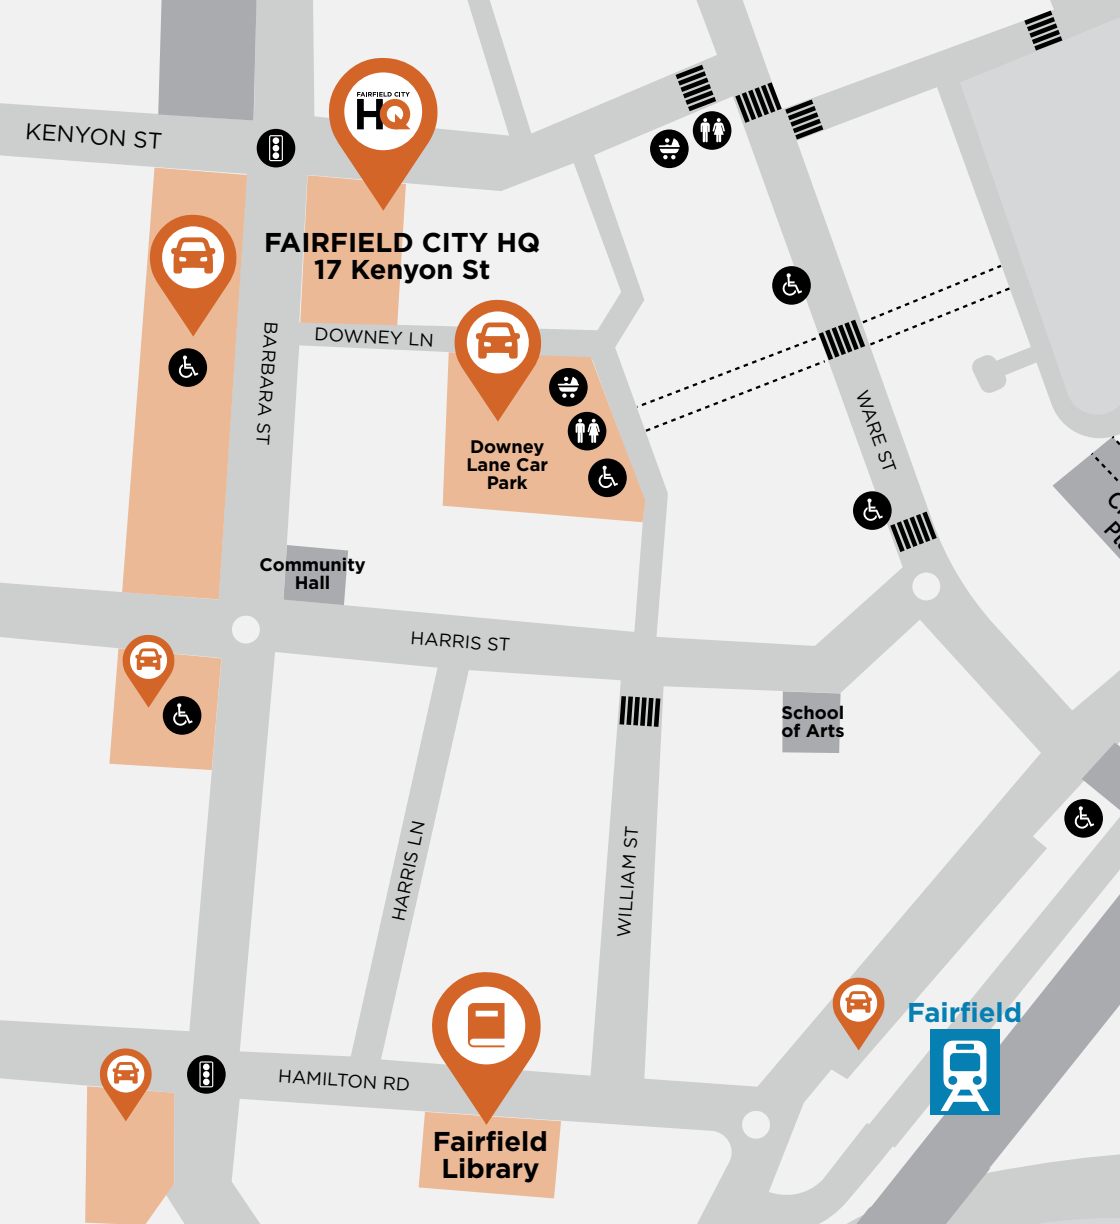 KENYON ST
FAIRFIELD CITY
HQ
FAIRFIELD CITY HQ
17 Kenyon St
DOWNEY LN
BARBARA ST
WARE ST
Downey
Lane Car
Park
Community
Hall
HARRIS ST
School
of Arts
HARRIS LN
WILLIAM ST
Fairfield
HAMILTON RD
Fairfield
Library